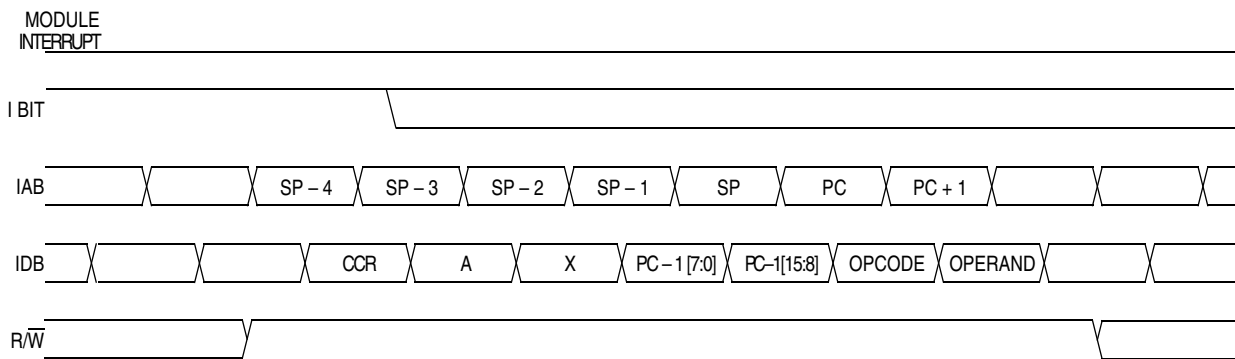 MODULE
INTERRUPT
I BIT
IAB SP – 4 SP – 3 SP – 2 SP – 1 SP PC PC + 1
IDB CCR A X PC – 1 [7:0] PC–1[15:8] OPCODE OPERAND
R/W̅